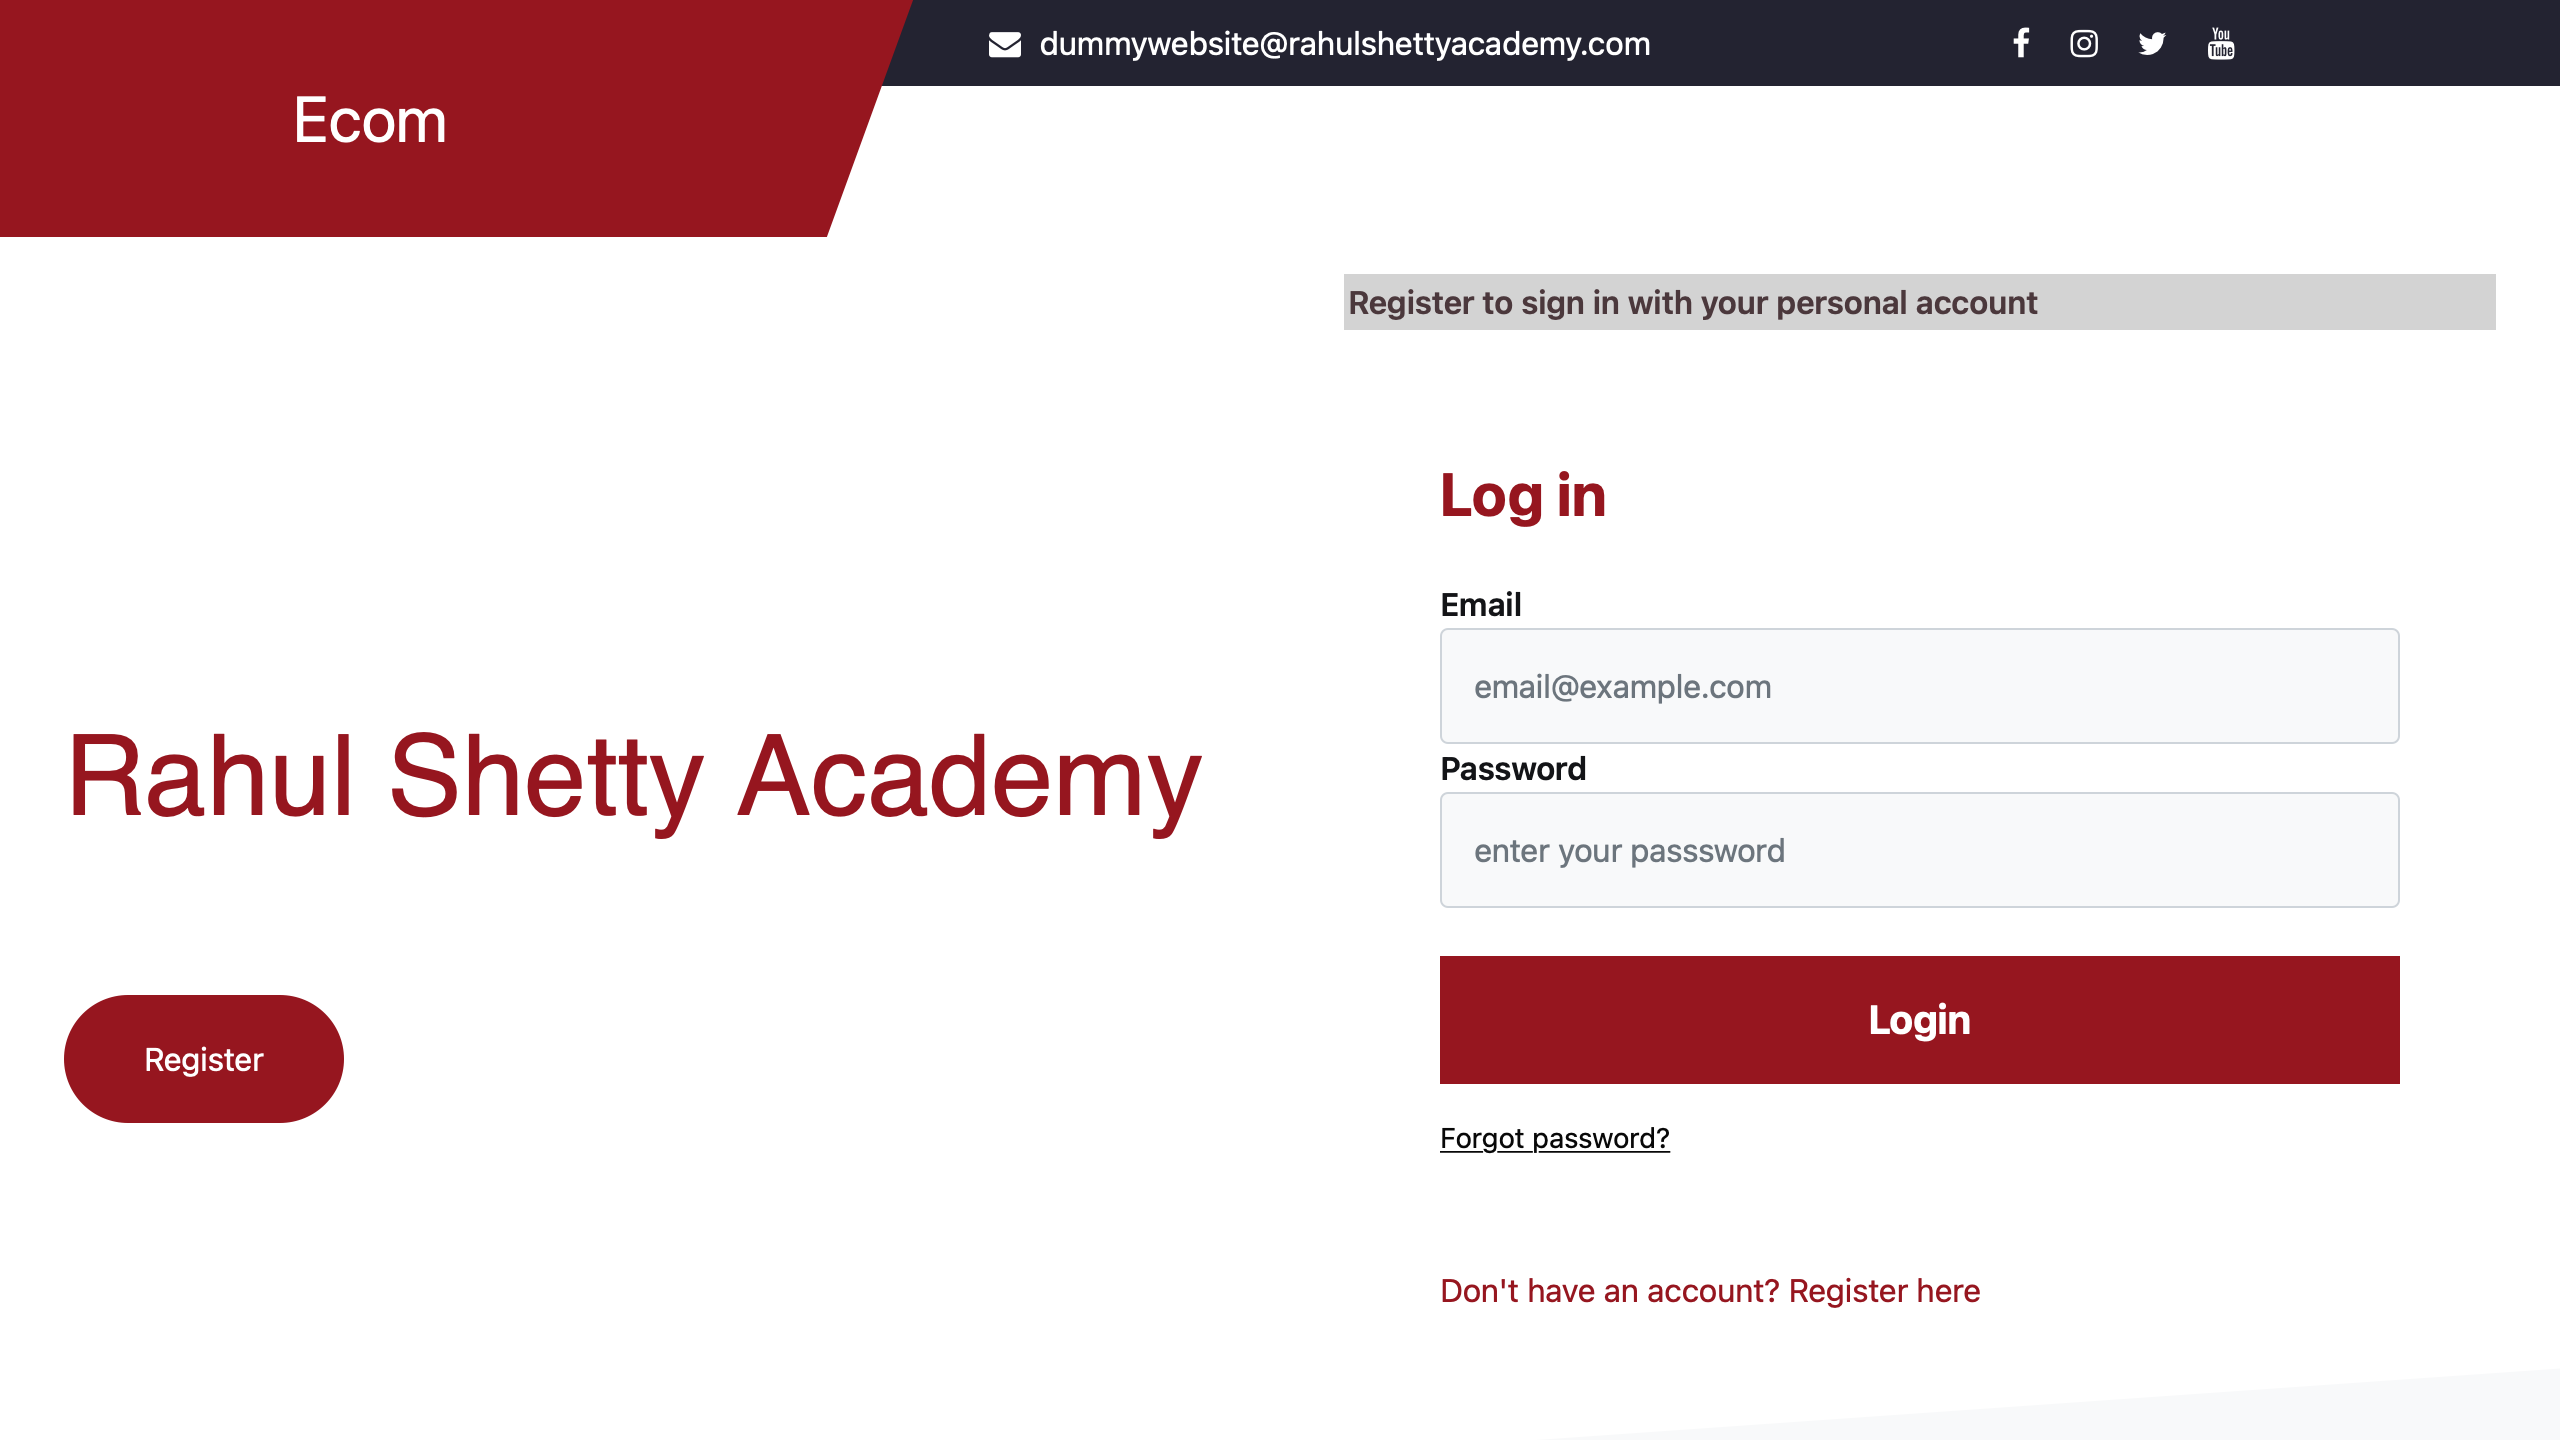 dummywebsite@rahulshettyacademy.com
You
Tube
Ecom
Register to sign in with your personal account
Log in
Email
email@example.com
Password
enter your passsword
Rahul Shetty Academy
Login
Register
Forgot password?
Don't have an account? Register here